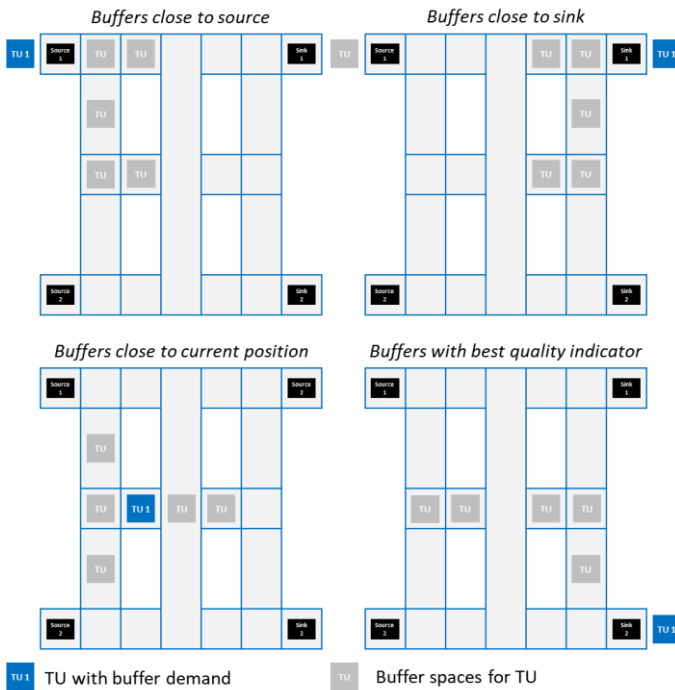 Buffers close to source
Buffers close to sink
TU 1
Source
1
TU
TU
Sink
1
TU
TU
TU
Sink
1
TU 1
TU
TU
TU
TU
TU
TU
Source
2
Sink
2
Source
2
Sink
2
Buffers close to current position
Buffers with best quality indicator
Source
1
Source
2
Source
1
Sink
1
TU
TU
TU 1
TU
TU
TU
TU
TU
TU
TU
TU
Source
2
Sink
2
Source
2
Sink
2
TU 1
TU 1
TU with buffer demand
TU
Buffer spaces for TU